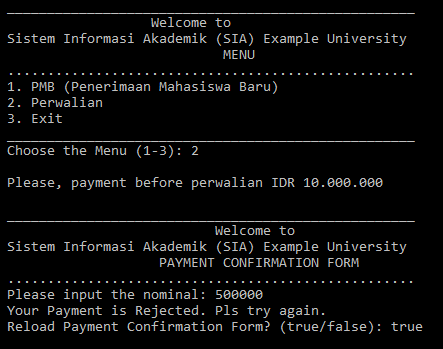 Welcome to
Sistem Informasi Akademik (SIA) Example University
MENU
...................................................
1. PMB (Penerimaan Mahasiswa Baru)
2. Perwalian
3. Exit
Choose the Menu (1-3): 2
Please, payment before perwalian IDR 10.000.000
Welcome to
Sistem Informasi Akademik (SIA) Example University
PAYMENT CONFIRMATION FORM
...................................................
Please input the nominal: 500000
Your Payment is Rejected. Pls try again.
Reload Payment Confirmation Form? (true/false): true